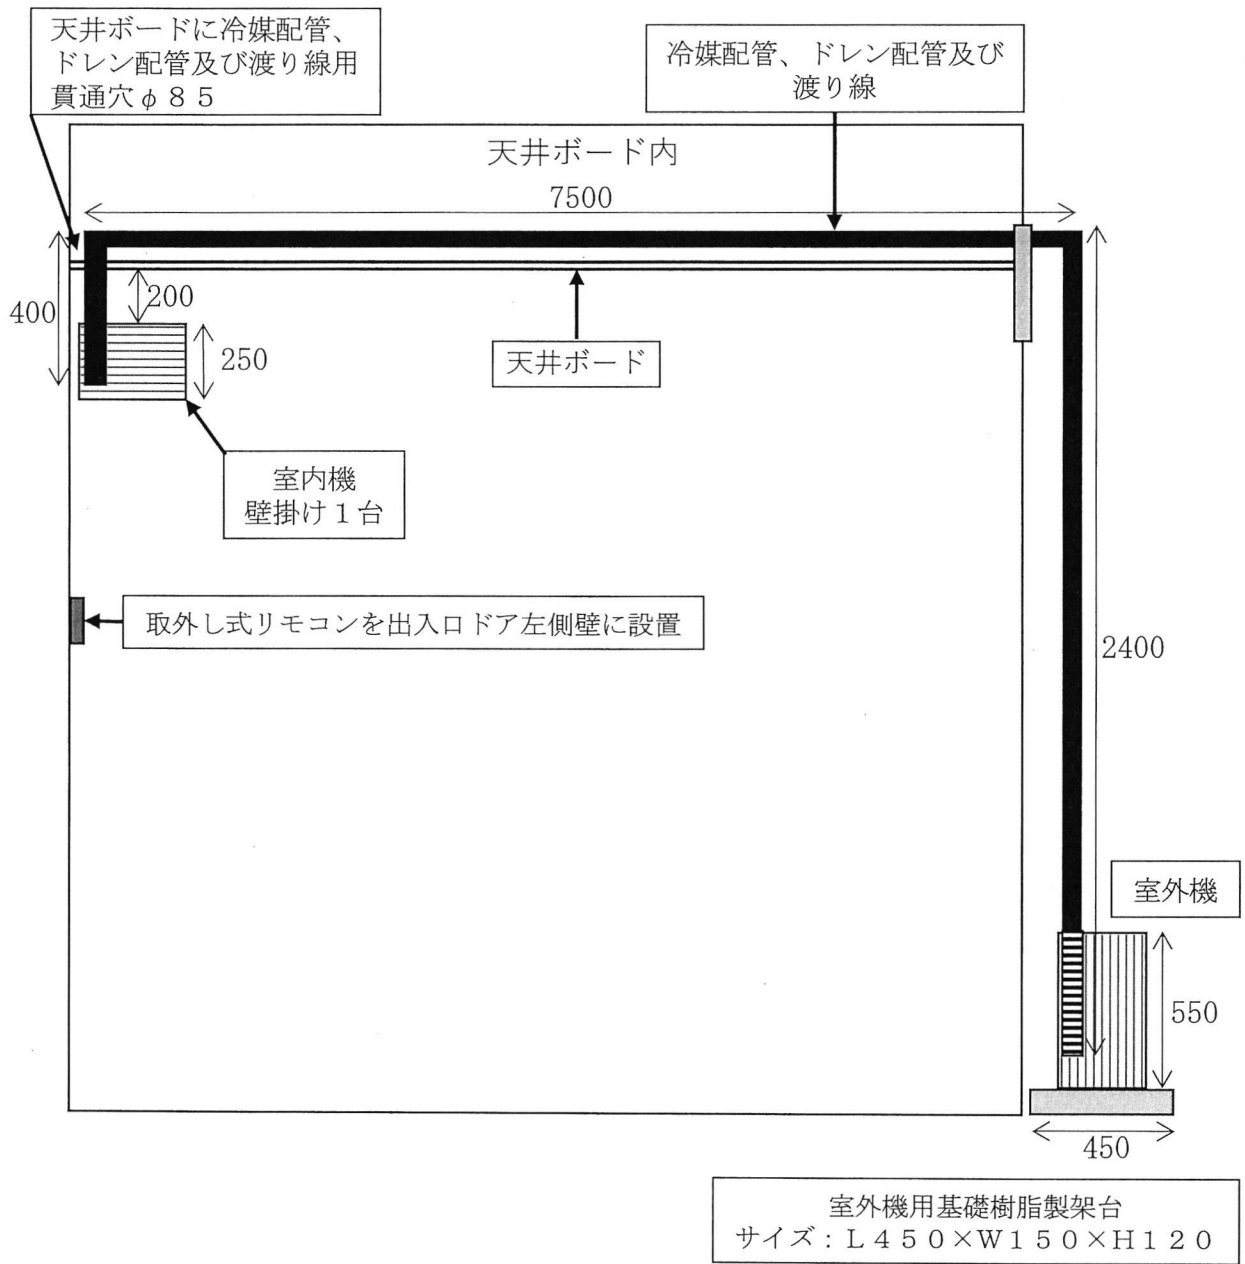 天井ボードに冷媒配管、
ドレン配管及び渡り線用
貫通穴φ８５
冷媒配管、ドレン配管及び
渡り線
天井ボード内
7500
400
200
250
天井ボード
室内機
壁掛け１台
取外し式リモコンを出入口ドア左側壁に設置
2400
室外機
550
450
室外機用基礎樹脂製架台
サイズ：Ｌ４５０×Ｗ１５０×Ｈ１２０